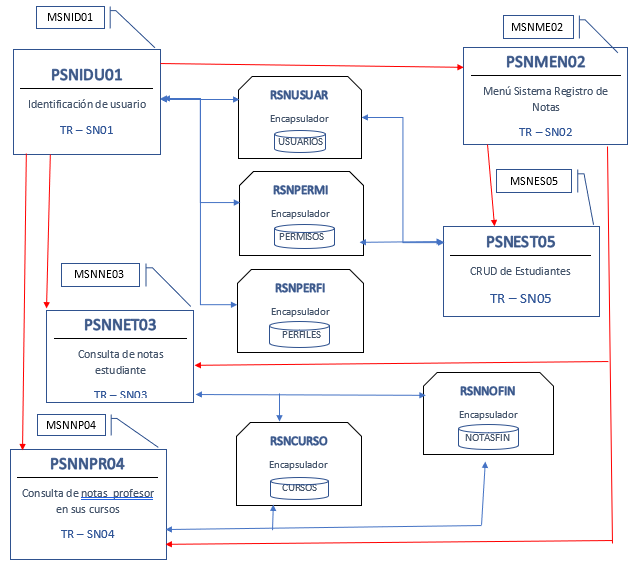 MSNID01
MSNME02
PSNIDU01
Identificación de usuario
TR – SN01
PSNMEN02
Menú Sistema Registro de
Notas
TR – SN02
RSNUSUAR
Encapsulador
USUARIOS
MSNES05
RSNPERMI
Encapsulador
PERMISOS
PSNEST05
CRUD de Estudiantes
TR – SN05
MSNNE03
RSNPERFI
Encapsulador
PERFILES
PSNNET03
Consulta de notas
estudiante
TR – SN03
RSNNOFIN
Encapsulador
NOTASFIN
MSNNP04
RSNCURSO
Encapsulador
CURSOS
PSNNPR04
Consulta de notas profesor
en sus cursos
TR – SN04